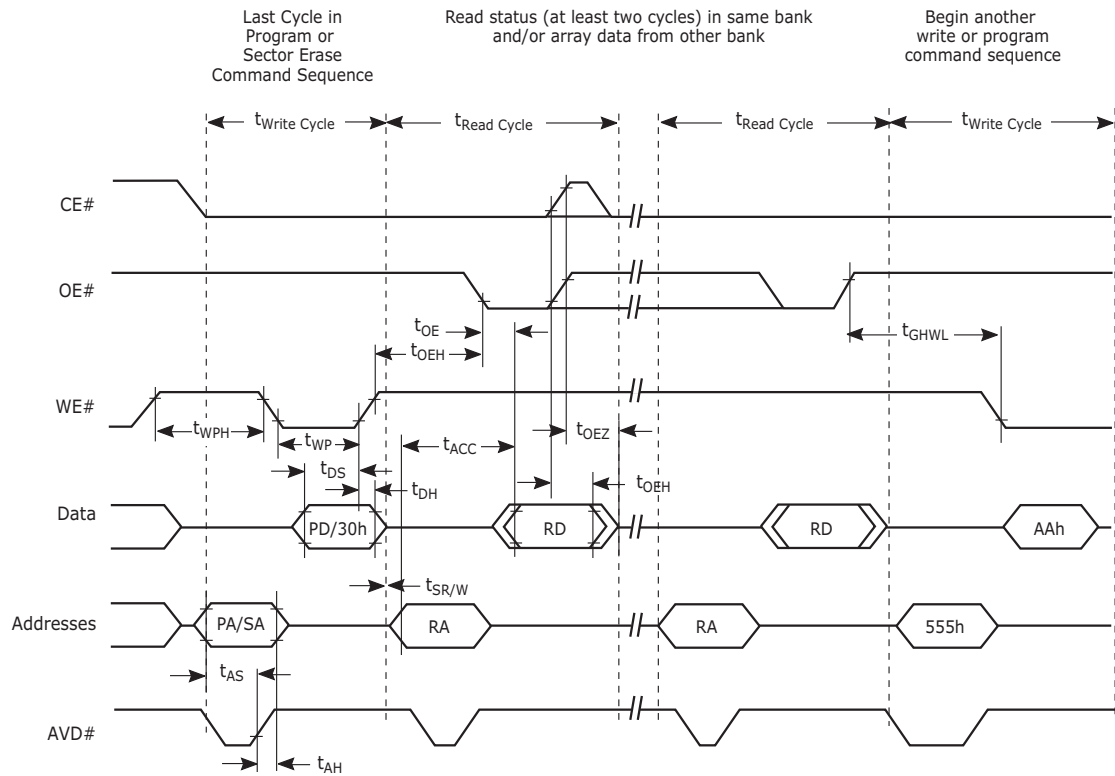 Last Cycle in
Program or
Sector Erase
Command Sequence
Read status (at least two cycles) in same bank
and/or array data from other bank
Begin another
write or program
command sequence
tWrite Cycle
tRead Cycle
tRead Cycle
tWrite Cycle
CE#
OE#
tOE
tOEH
tGHWL
WE#
tWPH
tWP
tACC
tOEZ
tDS
tDH
tOEH
Data
PD/30h
RD
RD
AAh
tSR/W
Addresses
PA/SA
RA
RA
555h
tAS
AVD#
tAH